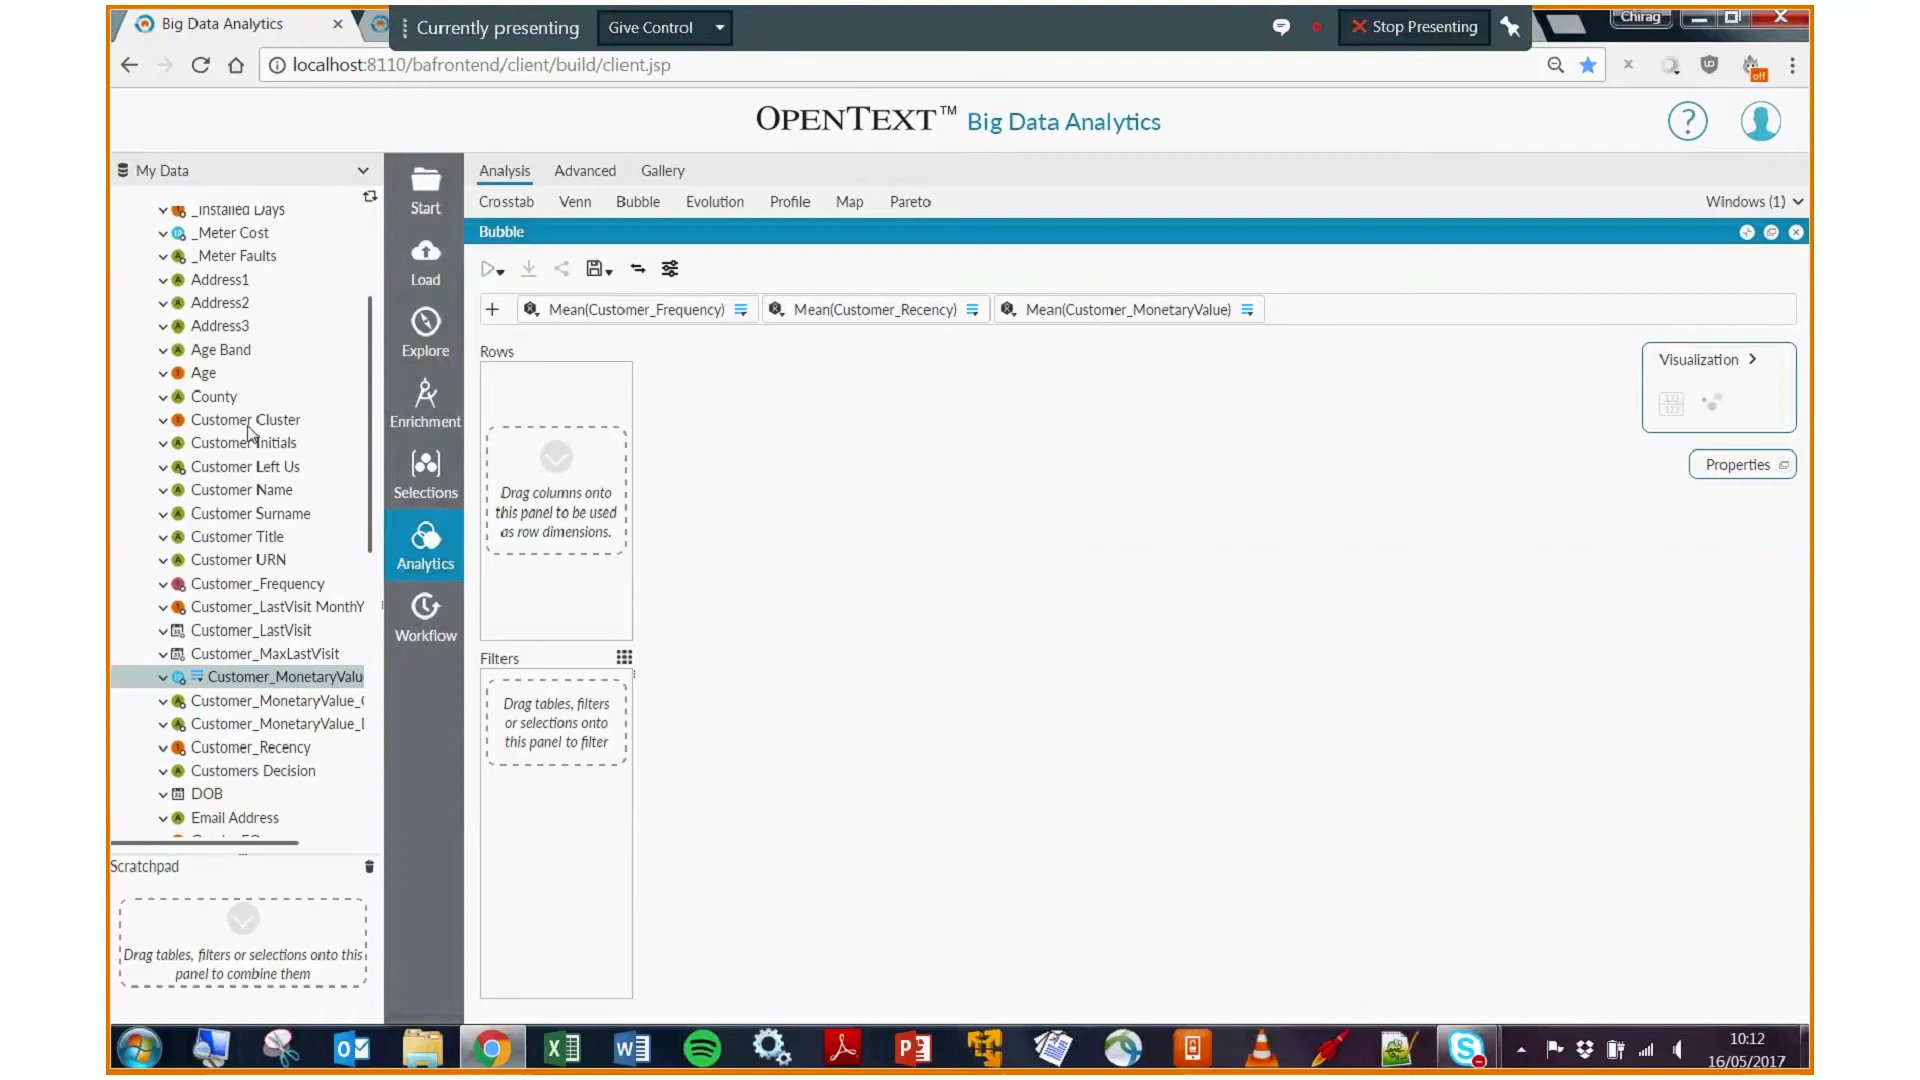 Big Data Analytics
Currently presenting
Give Control
Stop Presenting
Chirag
localhost:8110/bafrontend/client/build/client.jsp
off
OPENTEXT™ Big Data Analytics
?
My Data
_Installed Days
_Meter Cost
_Meter Faults
Address1
Address2
Address3
Age Band
Age
County
Customer Cluster
Customer Initials
Customer Left Us
Customer Name
Customer Surname
Customer Title
Customer URN
Customer_Frequency
Customer_LastVisit MonthY
Customer_LastVisit
Customer_MaxLastVisit
Customer_MonetaryValu
Customer_MonetaryValue_
Customer_MonetaryValue_
Customer_Recency
Customers Decision
DOB
Email Address
Scratchpad
Drag tables, filters or selections onto this
panel to combine them
Start
Load
Explore
Enrichment
Selections
Analytics
Workflow
Analysis Advanced Gallery
Crosstab Venn Bubble Evolution Profile Map Pareto
Windows (1)
Bubble
Mean(Customer_Frequency) Mean(Customer_Recency) Mean(Customer_MonetaryValue)
Rows
Drag columns onto
this panel to be used
as row dimensions.
Filters
Drag tables, filters
or selections onto
this panel to filter
Visualization
Properties
10:12
16/05/2017